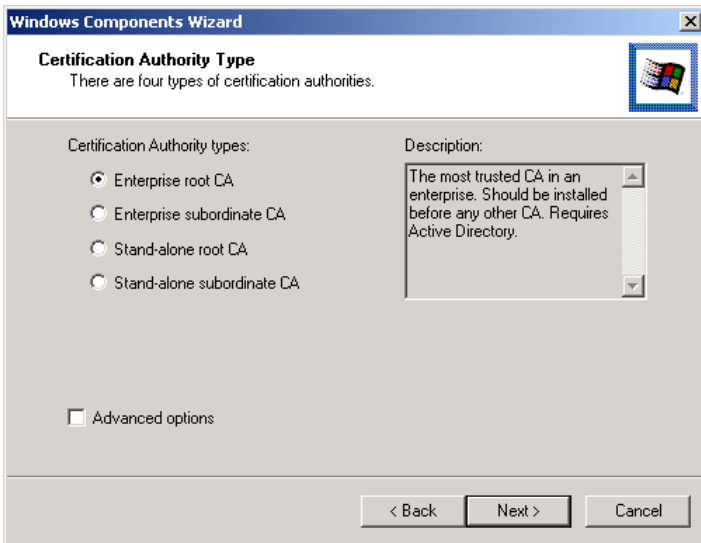 Windows Components Wizard
Certification Authority Type
There are four types of certification authorities.
Certification Authority types:
Enterprise root CA
Enterprise subordinate CA
Stand-alone root CA
Stand-alone subordinate CA
Description:
The most trusted CA in an
enterprise. Should be installed
before any other CA. Requires
Active Directory.
Advanced options
< Back
Next >
Cancel